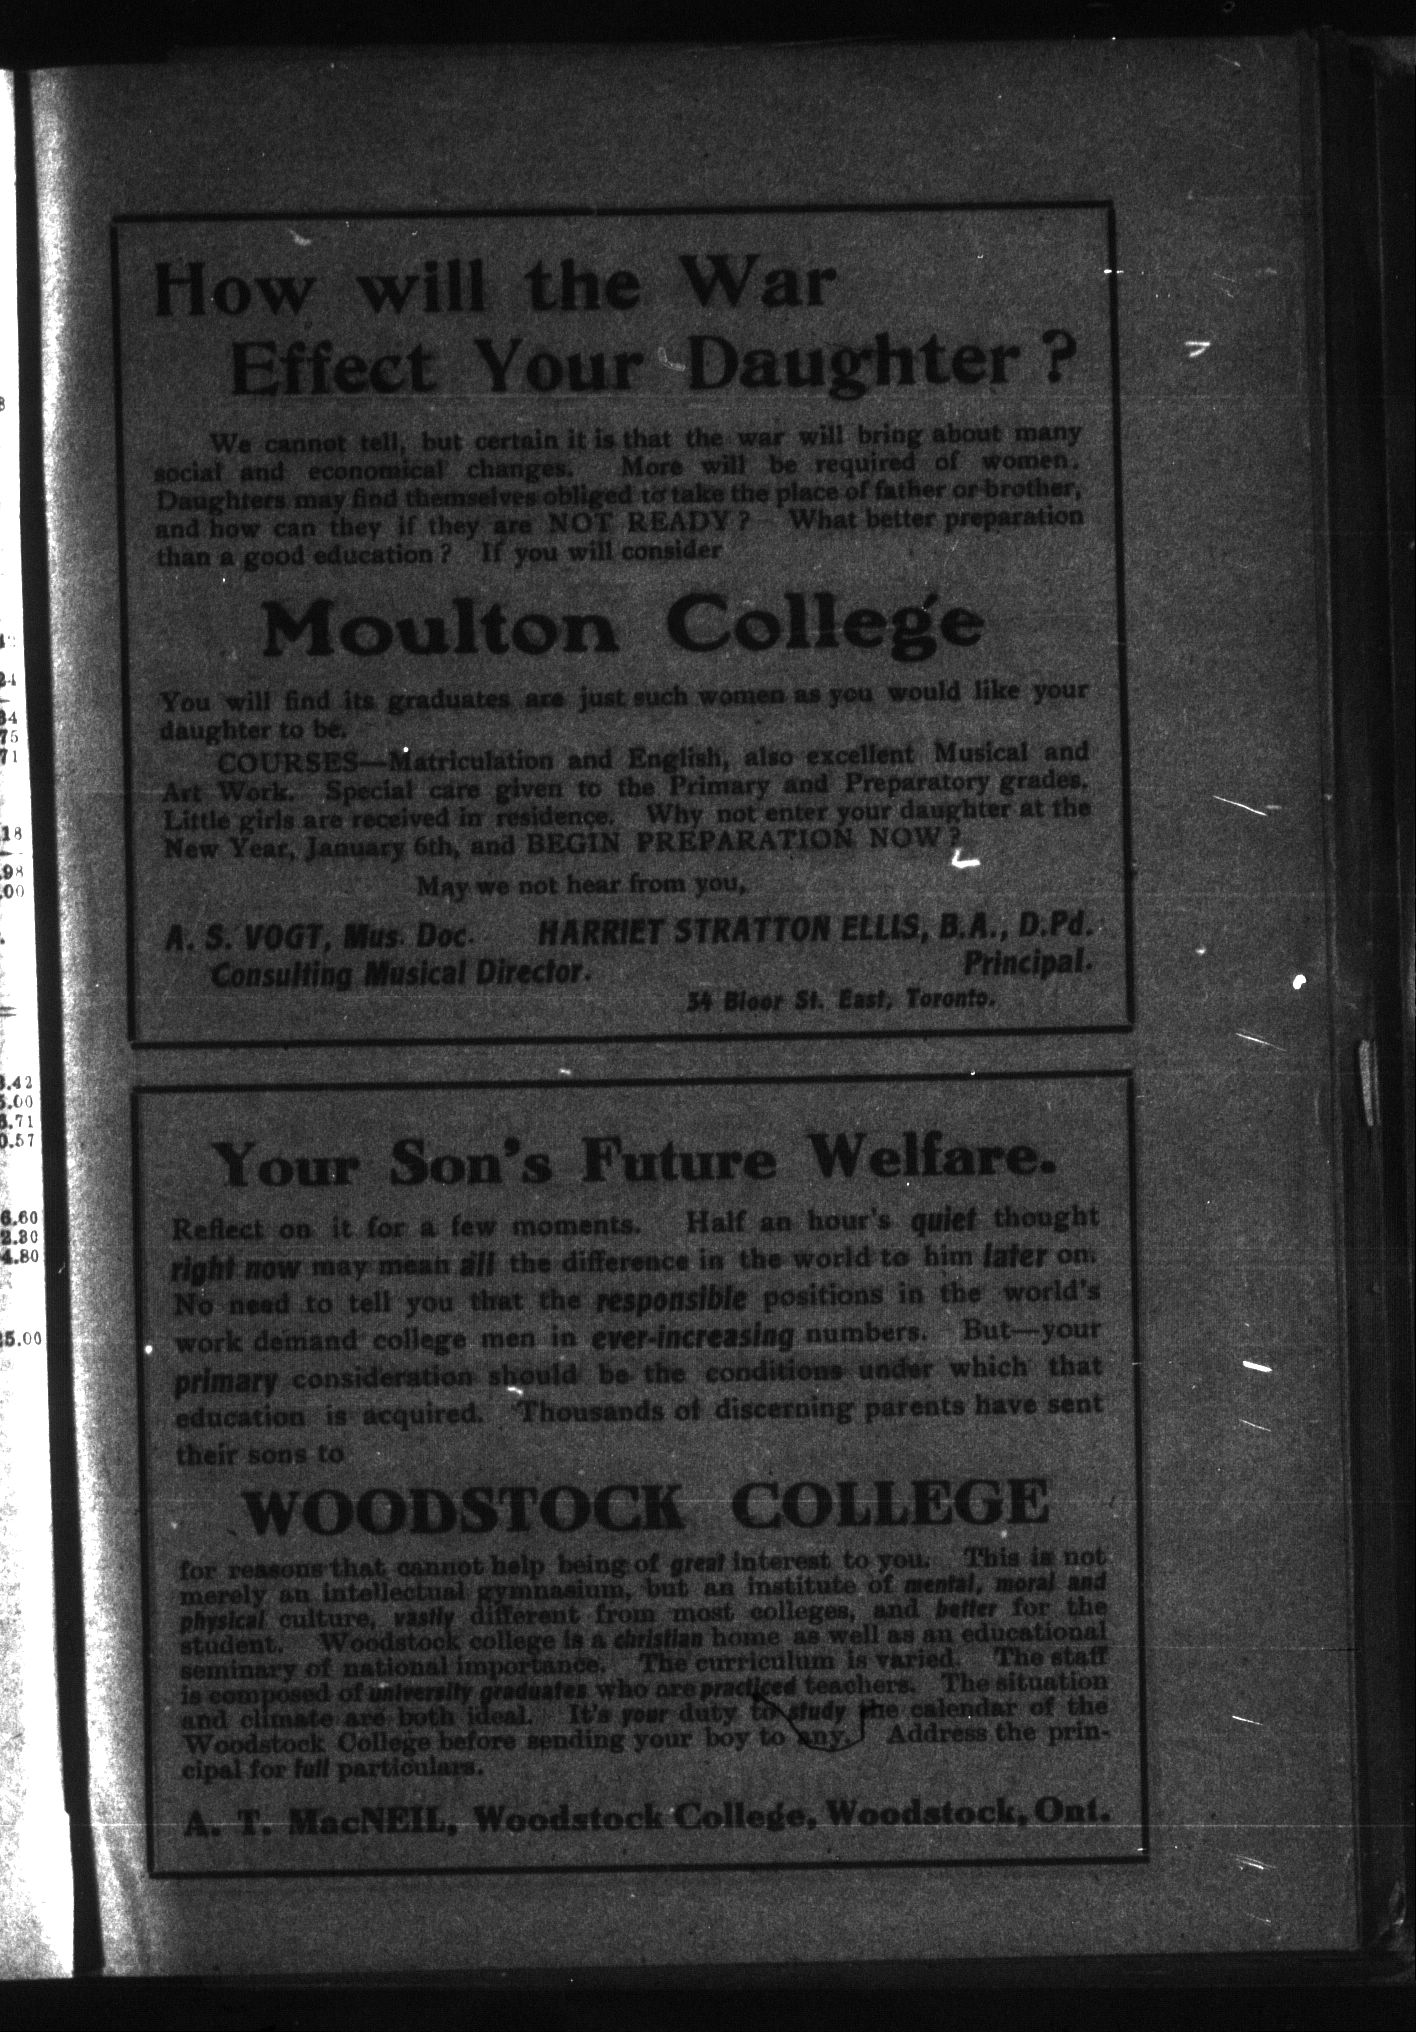 How will the War
Effect Your Daughter ?
We cannot tell, but certain it is that the war will bring about many
social and economical changes. More will be required of women.
Daughters may find themselves obliged to take the place of father or brother,
and how can they if they are NOT READY ? What better preparation
than a good education ? If you will consider
Moulton College
You will find its graduates are just such women as you would like your
daughter to be.
COURSES—Matriculation and English, also excellent Musical and
Art Work. Special care given to the Primary and Preparatory grades.
Little girls are received in residence. Why not enter your daughter at the
New Year, January 6th, and BEGIN PREPARATION NOW ?
May we not hear from you,
A. S. VOGT, Mus. Doc. HARRIET STRATTON ELLIS, B.A., D.Pd.
Consulting Musical Director. Principal.
34 Bloor St. East, Toronto.
Your Son's Future Welfare.
Reflect on it for a few moments. Half an hour's quiet thought
right now may mean all the difference in the world to him later on.
No need to tell you that the responsible positions in the world's
work demand college men in ever-increasing numbers. But—your
primary consideration should be the conditions under which that
education is acquired. Thousands of discerning parents have sent
their sons to
WOODSTOCK COLLEGE
for reasons that cannot help being of great interest to you. This is not
merely an intellectual gymnasium, but an institute of mental, moral and
physical culture, vastly different from most colleges, and better for the
student. Woodstock college is a christian home as well as an educational
seminary of national importance. The curriculum is varied. The staff
is composed of university graduates who are practiced teachers. The situation
and climate are both ideal. It's your duty to study the calendar of the
Woodstock College before sending your boy to any. Address the prin-
cipal for full particulars.
A. T. MacNEIL, Woodstock College, Woodstock, Ont.